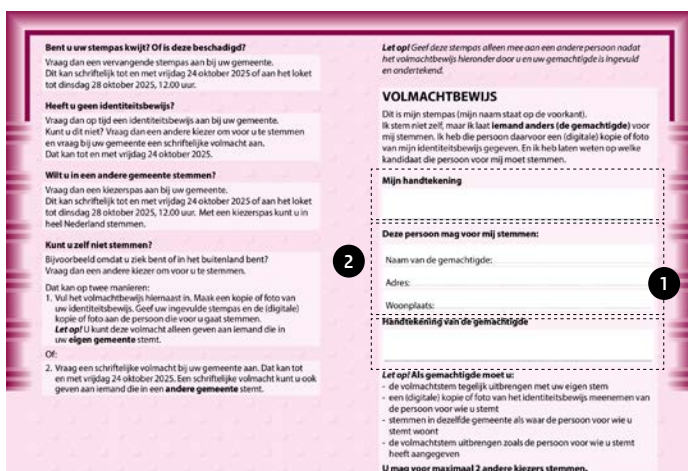 Bent u uw stempas kwijt? Of is deze beschadigd?
Vraag dan een vervangende stempas aan bij uw gemeente.
Dit kan schriftelijk tot en met vrijdag 24 oktober 2025 of aan het loket
tot dinsdag 28 oktober 2025, 12.00 uur.
Heeft u geen identiteitsbewijs?
Vraag dan op tijd een identiteitsbewijs aan bij uw gemeente.
Kunt u dit niet? Vraag dan een andere kiezer om voor u te stemmen
en vraag bij uw gemeente een schriftelijke volmacht aan.
Dat kan tot en met vrijdag 24 oktober 2025.
Wilt u in een andere gemeente stemmen?
Vraag dan een kiezerspas aan bij uw gemeente.
Dit kan schriftelijk tot en met vrijdag 24 oktober 2025 of aan het loket
tot dinsdag 28 oktober 2025, 12.00 uur. Met een kiezerspas kunt u in
heel Nederland stemmen.
Kunt u zelf niet stemmen?
Bijvoorbeeld omdat u ziek bent of in het buitenland bent?
Vraag dan een andere kiezer om voor u te stemmen.
Dat kan op twee manieren:
1. Vul het volmachtbewijs hiernaast in. Maak een kopie of foto van
uw identiteitsbewijs. Geef uw ingevulde stempas en de (digitale)
kopie of foto aan de persoon die voor u gaat stemmen.
Let op! U kunt deze volmacht alleen geven aan iemand die in
uw eigen gemeente stemt.
Of:
2. Vraag een schriftelijke volmacht bij uw gemeente aan. Dat kan tot
en met vrijdag 24 oktober 2025. Een schriftelijke volmacht kunt u ook
geven aan iemand die in een andere gemeente stemt.
Let op! Geef deze stempas alleen mee aan een andere persoon nadat
het volmachtbewijs hieronder door u en uw gemachtigde is ingevuld
en ondertekend.
VOLMACHTBEWIJS
Dit is mijn stempas (mijn naam staat op de voorkant).
Ik stem niet zelf, maar ik laat iemand anders (de gemachtigde) voor
mij stemmen. Ik heb die persoon daarvoor een (digitale) kopie of foto
van mijn identiteitsbewijs gegeven. En ik heb laten weten op welke
kandidaat die persoon voor mij moet stemmen.
Mijn handtekening
Deze persoon mag voor mij stemmen:
2
Naam van de gemachtigde:
Adres:
1
Woonplaats:
Handtekening van de gemachtigde
Let op! Als gemachtigde moet u:
- de volmachtstem tegelijk uitbrengen met uw eigen stem
- een (digitale) kopie of foto van het identiteitsbewijs meenemen van
de persoon voor wie u stemt
- stemmen in dezelfde gemeente als waar de persoon voor wie u
stemt woont
- de volmachtstem uitbrengen zoals de persoon voor wie u stemt
heeft aangegeven
U mag voor maximaal 2 andere kiezers stemmen.